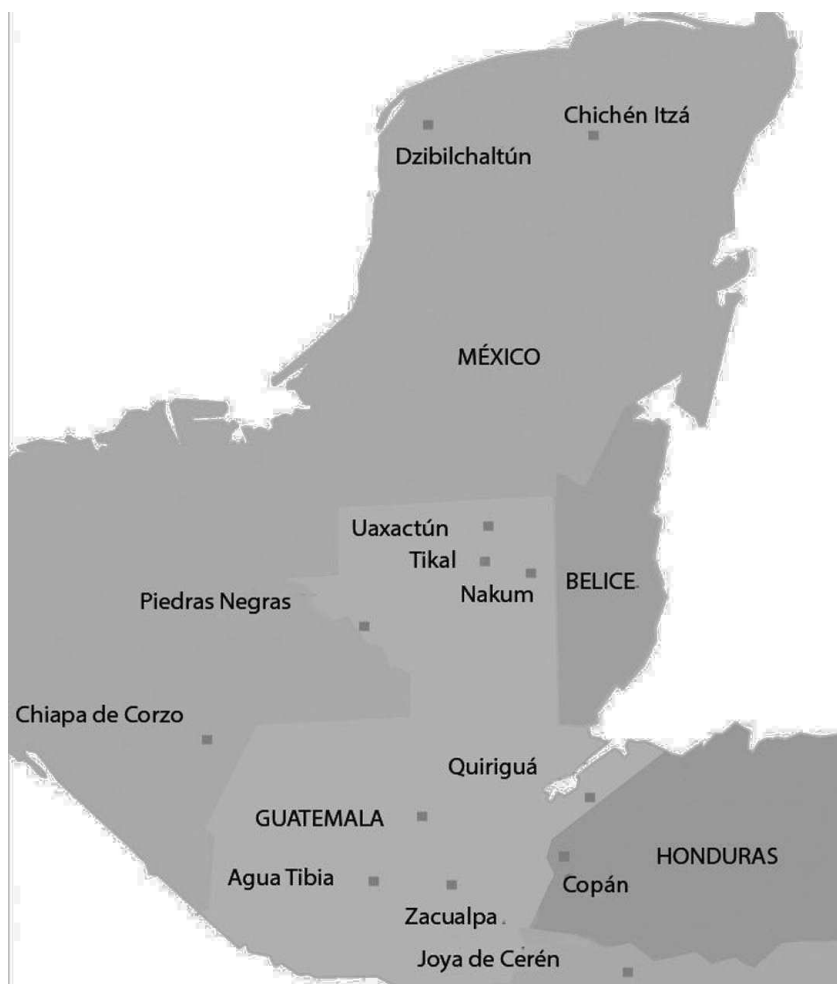 Chichén Itzá
Dzibilchaltún
MÉXICO
Uaxactún
Tikal
Nakum
BELICE
Piedras Negras
Chiapa de Corzo
Quiriguá
GUATEMALA
HONDURAS
Agua Tibia
Copán
Zacualpa
Joya de Cerén